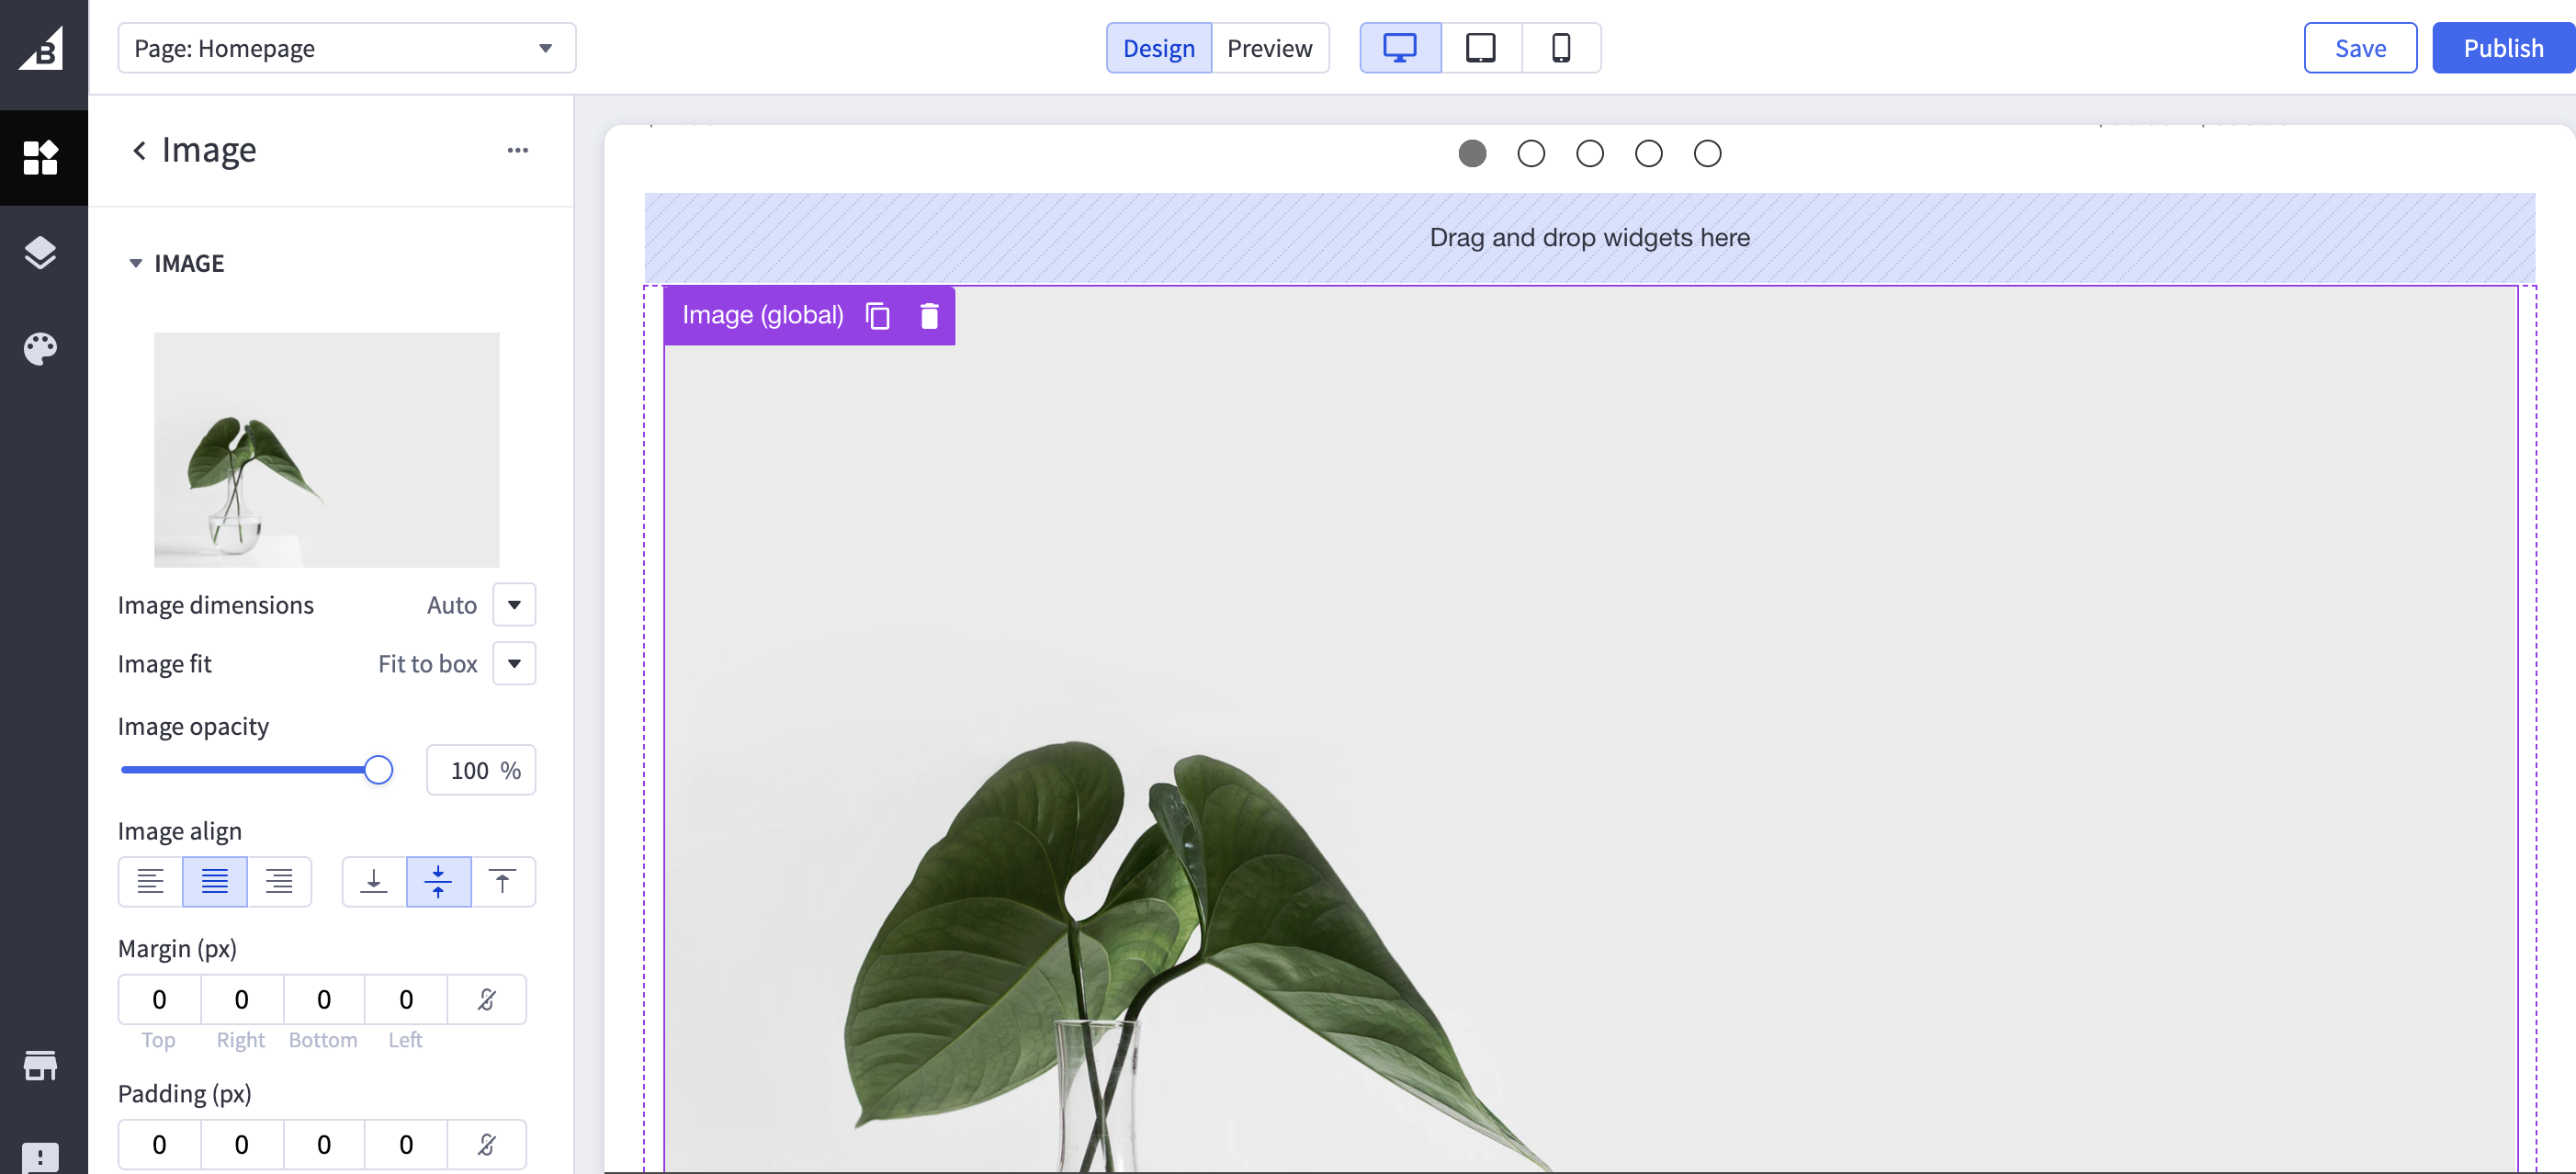 B
Page: Homepage
Design
Preview
Save
Publish
Image
IMAGE
Image dimensions Auto
Image fit Fit to box
Image opacity
100 %
Image align
Margin (px)
0 0 0 0
Top Right Bottom Left
Padding (px)
0 0 0 0
Drag and drop widgets here
Image (global)